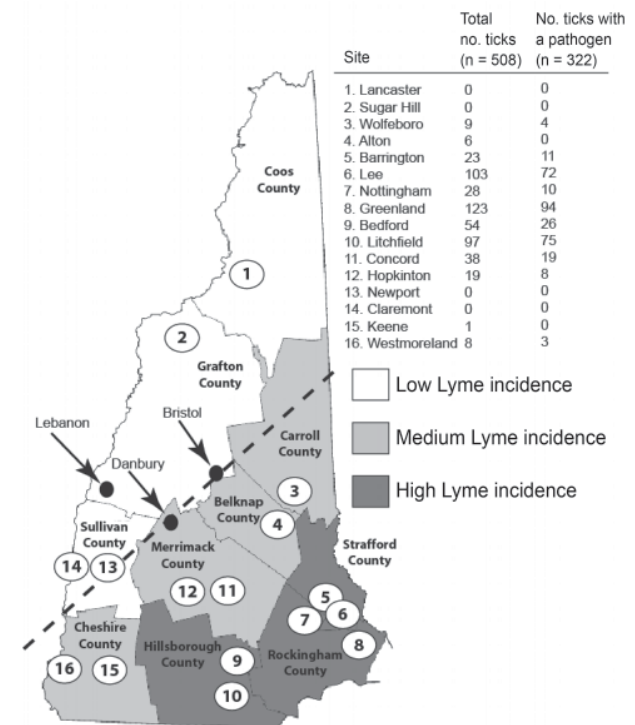 Total No. ticks with
no. ticks a pathogen
Site (n = 508) (n = 322)
1. Lancaster 0 0
2. Sugar Hill 0 0
3. Wolfeboro 9 4
4. Alton 6 0
5. Barrington 23 11
6. Lee 103 72
7. Nottingham 28 10
8. Greenland 123 94
9. Bedford 54 26
10. Litchfield 97 75
11. Concord 38 19
12. Hopkinton 19 8
13. Newport 0 0
14. Claremont 0 0
15. Keene 1 0
16. Westmoreland 8 3
Low Lyme incidence
Medium Lyme incidence
High Lyme incidence
Coos
County
1
2
Grafton
County
Lebanon
Bristol
Danbury
Carroll
County
3
Belknap
County
4
Sullivan
County
14
13
Merrimack
County
12
11
Strafford
County
5
6
7
8
Cheshire
County
16
15
Hillsborough
County
9
10
Rockingham
County